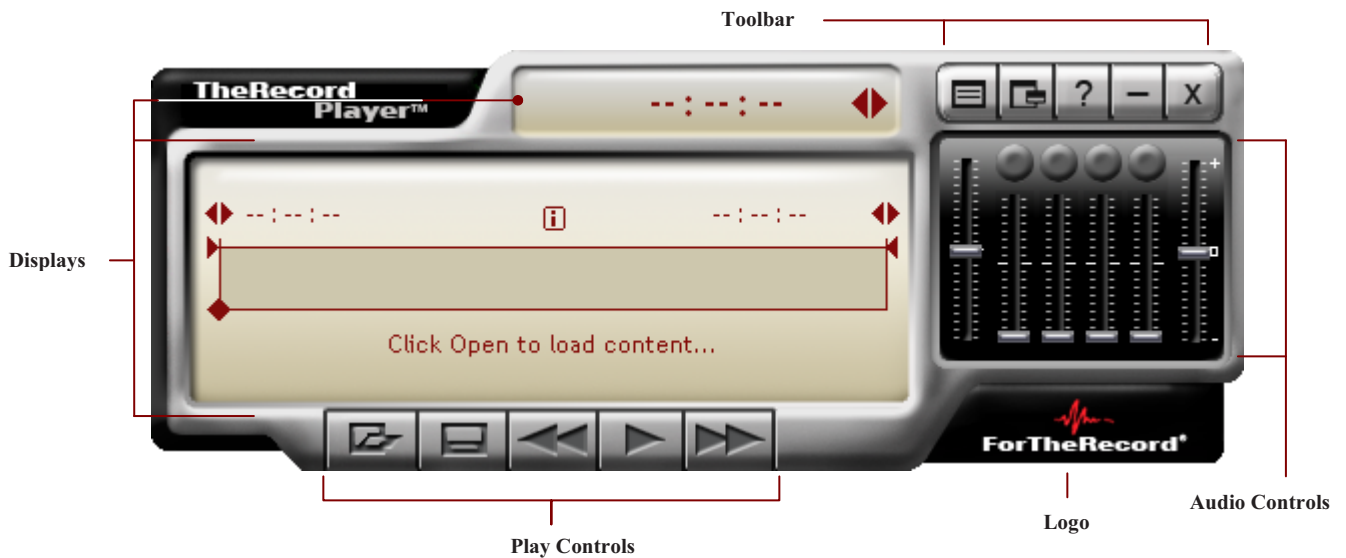 Toolbar
TheRecord
Player™
--:--:--
? – X
+
--:--:-- i --:--:--
Displays
Click Open to load content...
-
ForTheRecord®
Audio Controls
Logo
Play Controls